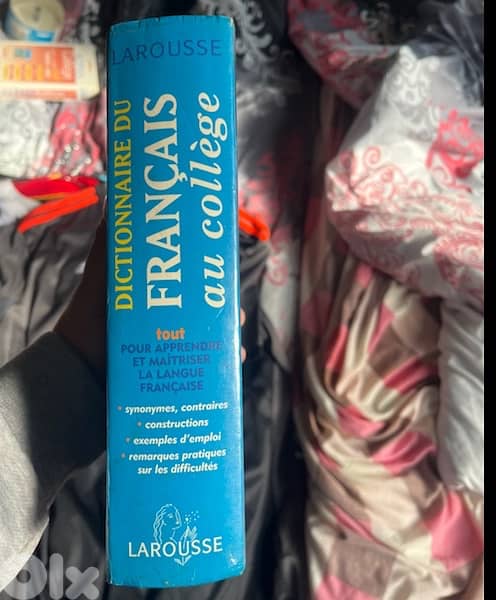 LAROUSSE
DICTIONNAIRE DU
FRANÇAIS
au collège
tout
POUR APPRENDRE
ET MAÎTRISER
LA LANGUE
FRANÇAISE
• synonymes, contraires
• constructions
• exemples d'emploi
• remarques pratiques
sur les difficultés
LAROUSSE
olx